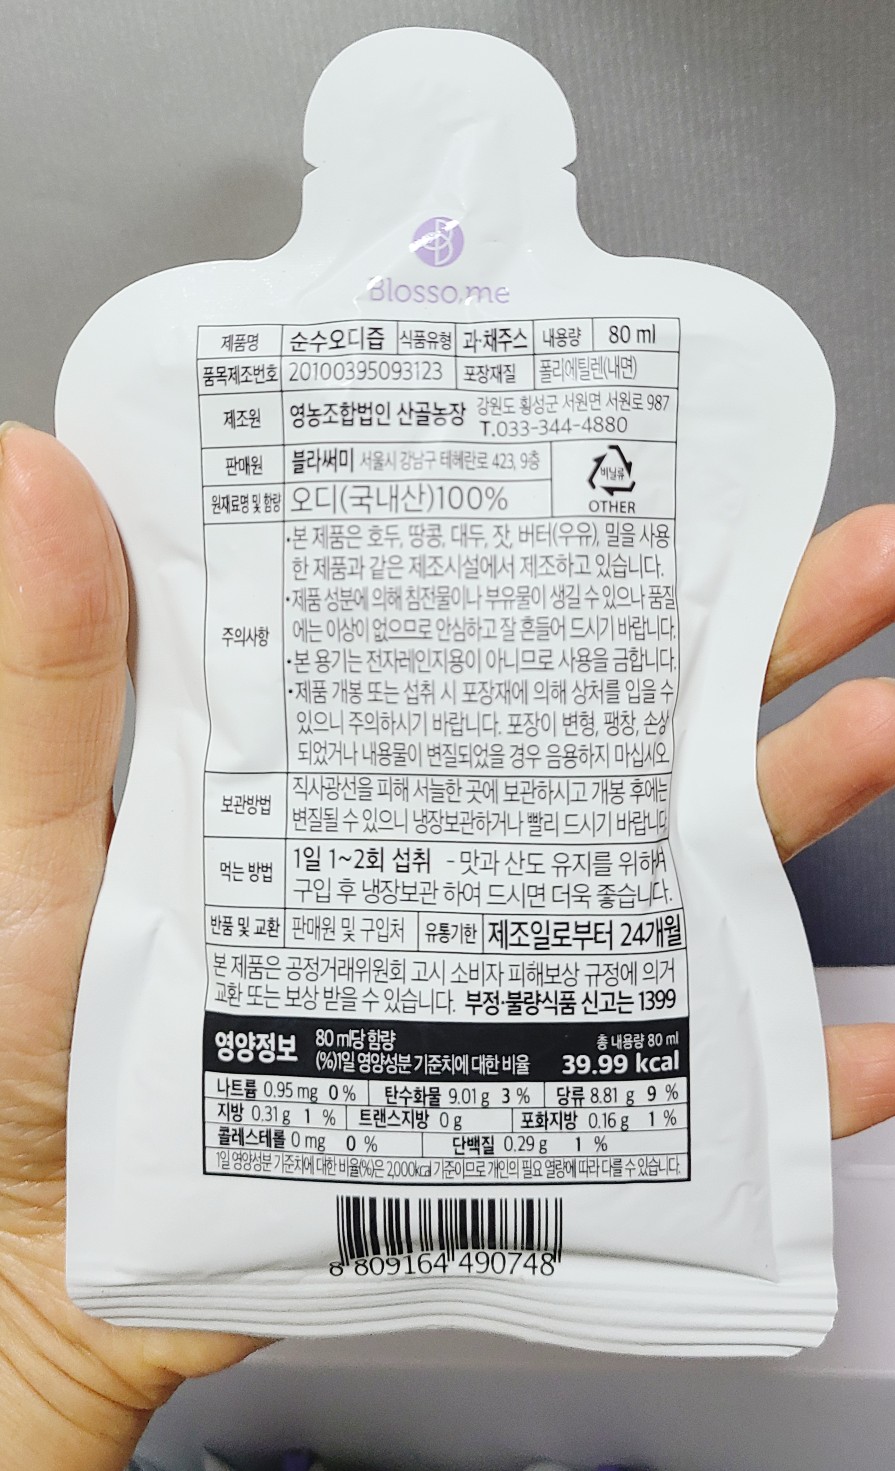 Blosso,me
제품명 순수오디즙 식품유형 과·채주스 내용량 80 ml
품목제조번호 20100395093123 포장재질 폴리에틸렌(내면)
제조원 영농조합법인 산골농장 강원도 횡성군 서원면 서원로 987
T.033-344-4880
판매원 블라썸미 서울시 강남구 테헤란로 423, 9층
비닐류
OTHER
원재료명 및 함량 오디(국내산)100%
주의사항
·본 제품은 호두, 땅콩, 대두, 잣, 버터(우유), 밀을 사용
한 제품과 같은 제조시설에서 제조하고 있습니다.
·제품 성분에 의해 침전물이나 부유물이 생길 수 있으나 품질
에는 이상이 없으므로 안심하고 잘 흔들어 드시기 바랍니다.
·본 용기는 전자레인지용이 아니므로 사용을 금합니다.
·제품 개봉 또는 섭취 시 포장재에 의해 상처를 입을 수
있으니 주의하시기 바랍니다. 포장이 변형, 팽창, 손상
되었거나 내용물이 변질되었을 경우 음용하지 마십시오.
보관방법
직사광선을 피해 서늘한 곳에 보관하시고 개봉 후에는
변질될 수 있으니 냉장보관하거나 빨리 드시기 바랍니다
먹는 방법
1일 1~2회 섭취 - 맛과 산도 유지를 위하여
구입 후 냉장보관 하여 드시면 더욱 좋습니다.
반품 및 교환 판매원 및 구입처 유통기한 제조일로부터 24개월
본 제품은 공정거래위원회 고시 소비자 피해보상 규정에 의거
교환 또는 보상 받을 수 있습니다. 부정·불량식품 신고는 1399
영양정보 80 ml당 함량 총 내용량 80 ml
(%)1일 영양성분 기준치에 대한 비율 39.99 kcal
나트륨 0.95 mg 0 % 탄수화물 9.01 g 3 % 당류 8.81 g 9 %
지방 0.31 g 1 % 트랜스지방 0 g 포화지방 0.16 g 1 %
콜레스테롤 0 mg 0 % 단백질 0.29 g 1 %
1일 영양성분 기준치에 대한 비율(%)은 2,000kcal 기준이므로 개인의 필요 열량에 따라 다를 수 있습니다.
8 809164 490748